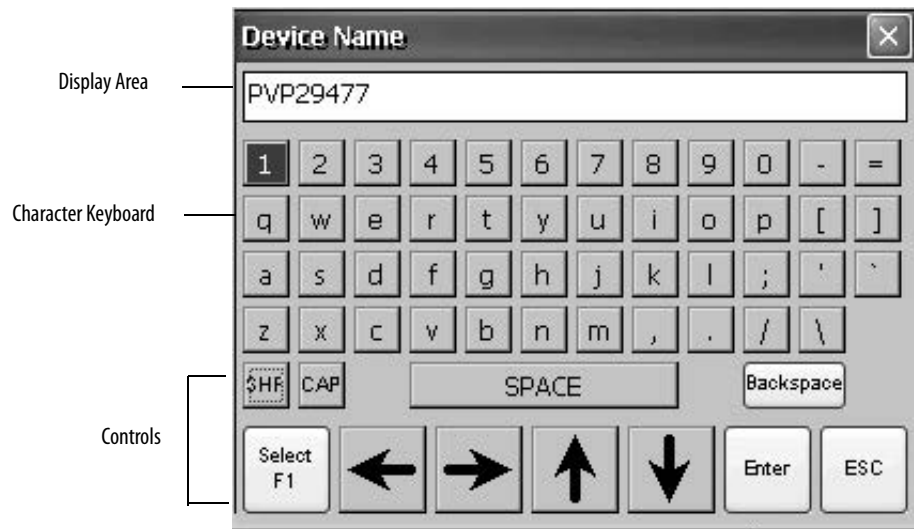 Device Name
Display Area
PVP29477
1 2 3 4 5 6 7 8 9 0 - =
Character Keyboard
q w e r t y u i o p [ ]
a s d f g h j k l ; ' `
z x c v b n m , . / \
SHF CAP SPACE Backspace
Controls
Select
F1
Enter
ESC